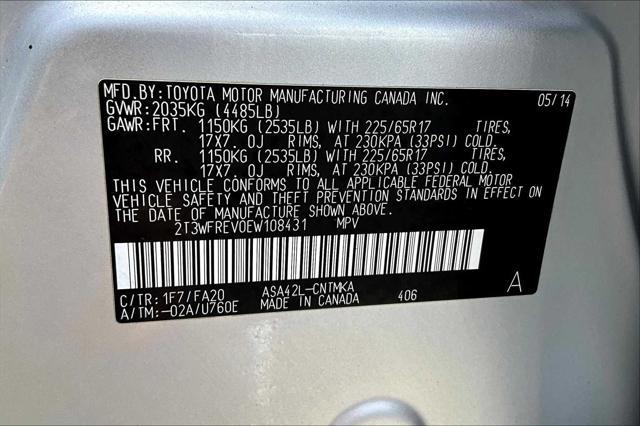 MFD.BY:TOYOTA MOTOR MANUFACTURING CANADA INC. 05/14
GVWR:2035KG (4485LB)
GAWR:FRT. 1150KG (2535LB) WITH 225/65R17 TIRES,
17X7.0J RIMS, AT 230KPA (33PSI) COLD.
RR. 1150KG (2535LB) WITH 225/65R17 TIRES,
17X7.0J RIMS, AT 230KPA (33PSI) COLD.
THIS VEHICLE CONFORMS TO ALL APPLICABLE FEDERAL MOTOR
VEHICLE SAFETY AND THEFT PREVENTION STANDARDS IN EFFECT ON
THE DATE OF MANUFACTURE SHOWN ABOVE.
2T3WFREV0EW108431 MPV
C/TR:1F7/FA20 ASA42L-CNTMKA A
A/TM:-02A/U760E MADE IN CANADA 406